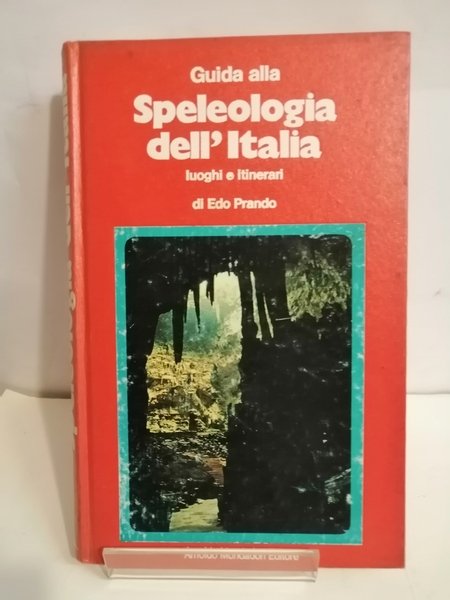 Guida alla
Speleologia
dell'Italia
luoghi e itinerari
di Edo Prando
Arnoldo Mondadori Editore